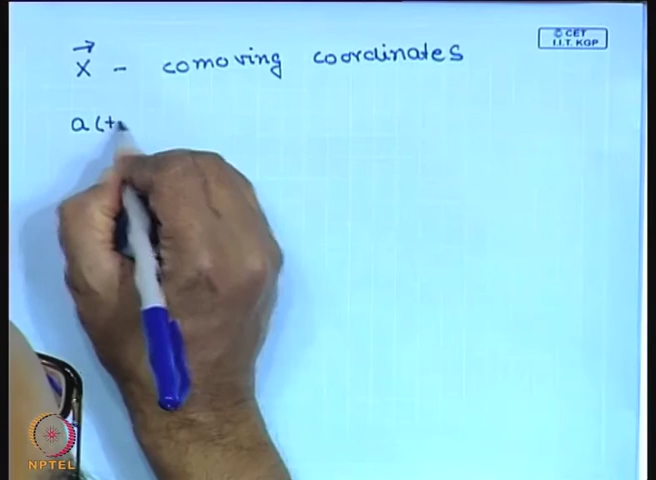 x⃗ - comoving coordinates
© CET
I.I.T. KGP
a(t
NPTEL